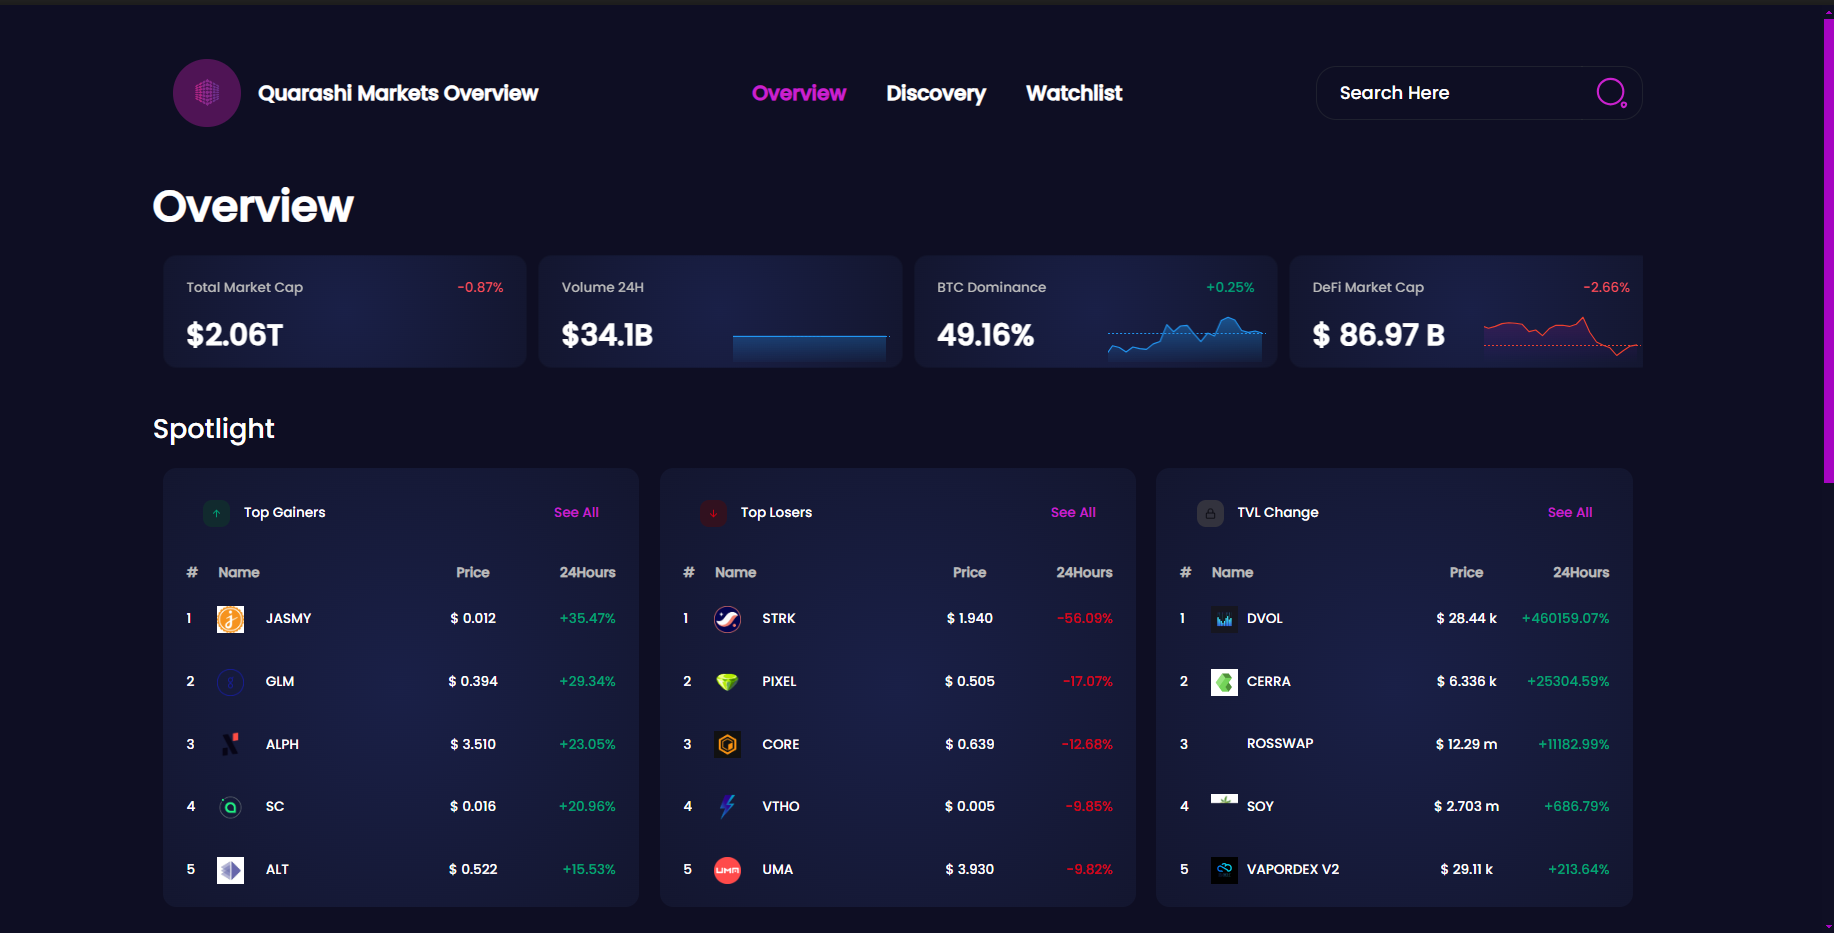 Quarashi Markets Overview
Overview Discovery Watchlist
Search Here
Overview
Total Market Cap -0.87%
$2.06T
Volume 24H
$34.1B
BTC Dominance +0.25%
49.16%
DeFi Market Cap -2.66%
$ 86.97 B
Spotlight
Top Gainers See All
# Name Price 24Hours
1 JASMY $ 0.012 +35.47%
2 GLM $ 0.394 +29.34%
3 ALPH $ 3.510 +23.05%
4 SC $ 0.016 +20.96%
5 ALT $ 0.522 +15.53%
Top Losers See All
# Name Price 24Hours
1 STRK $ 1.940 -56.09%
2 PIXEL $ 0.505 -17.07%
3 CORE $ 0.639 -12.68%
4 VTHO $ 0.005 -9.85%
5 UMA $ 3.930 -9.82%
TVL Change See All
# Name Price 24Hours
1 DVOL $ 28.44 k +460159.07%
2 CERRA $ 6.336 k +25304.59%
3 ROSSWAP $ 12.29 m +11182.99%
4 SOY $ 2.703 m +686.79%
5 VAPORDEX V2 $ 29.11 k +213.64%